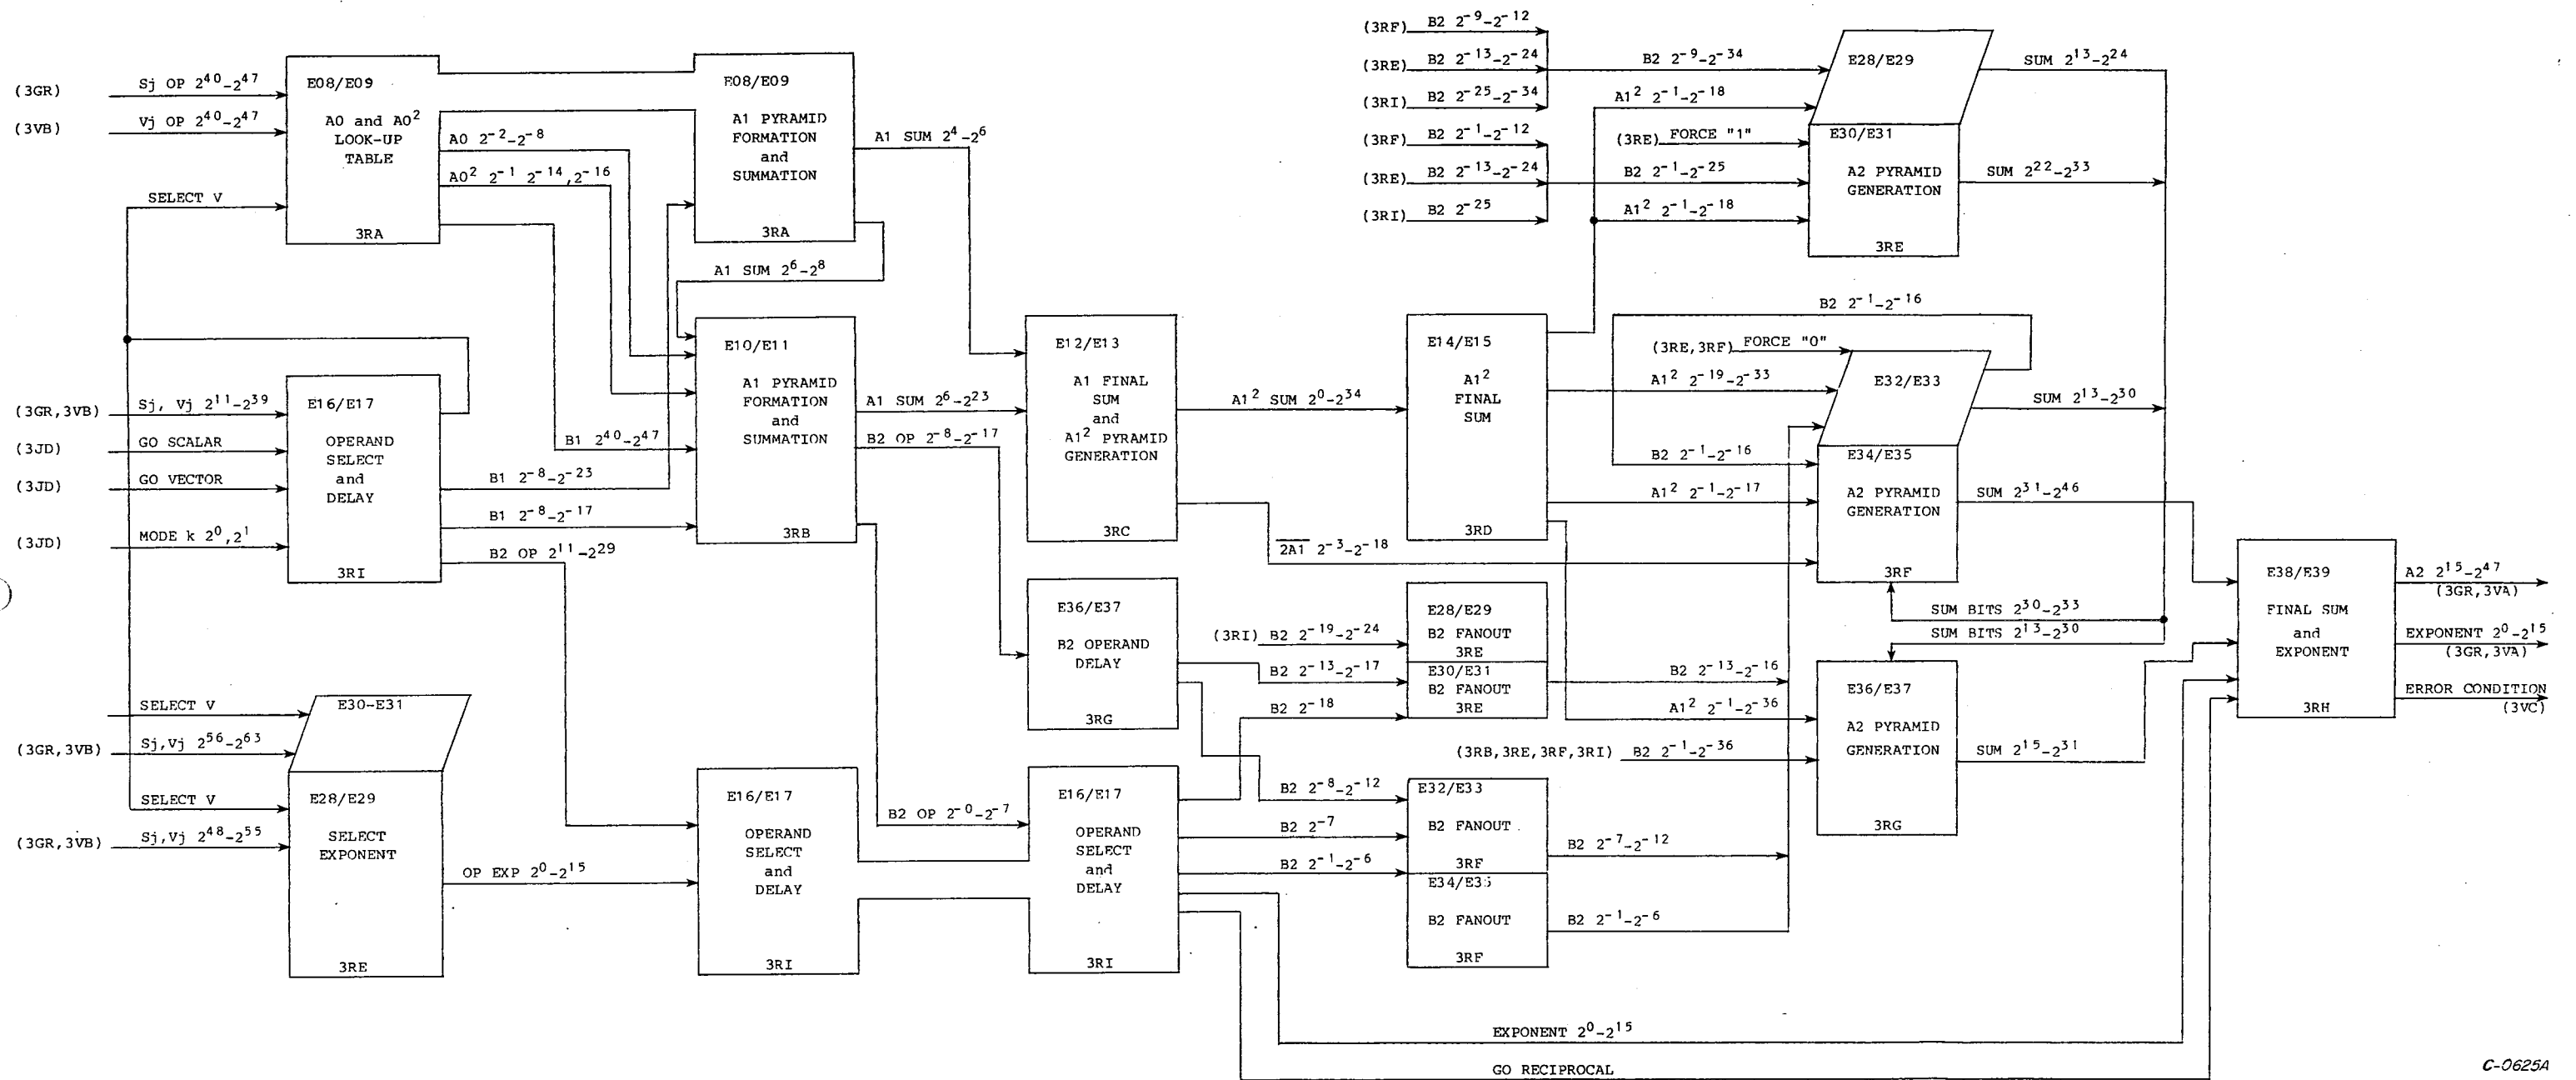 (3GR) Sj OP 2^40-2^47
(3VB) Vj OP 2^40-2^47
SELECT V
E08/E09
A0 and A0^2
LOOK-UP
TABLE
3RA
A0 2^-2-2^-8
A0^2 2^-1 2^-14,2^-16
E08/E09
A1 PYRAMID
FORMATION
and
SUMMATION
3RA
A1 SUM 2^4-2^6
A1 SUM 2^6-2^8
(3GR,3VB) Sj, Vj 2^11-2^39
(3JD) GO SCALAR
(3JD) GO VECTOR
(3JD) MODE k 2^0,2^1
E16/E17
OPERAND
SELECT
and
DELAY
3RI
B1 2^40-2^47
B1 2^-8-2^-23
B1 2^-8-2^-17
B2 OP 2^11-2^29
E10/E11
A1 PYRAMID
FORMATION
and
SUMMATION
3RB
A1 SUM 2^6-2^23
B2 OP 2^-8-2^-17
E12/E13
A1 FINAL
SUM
and
A1^2 PYRAMID
GENERATION
3RC
A1^2 SUM 2^0-2^34
2A1 2^-3-2^-18
E14/E15
A1^2
FINAL
SUM
3RD
SELECT V
(3GR,3VB) Sj,Vj 2^56-2^63
SELECT V
(3GR,3VB) Sj,Vj 2^48-2^55
E30-E31
E28/E29
SELECT
EXPONENT
3RE
OP EXP 2^0-2^15
E16/E17
OPERAND
SELECT
and
DELAY
3RI
B2 OP 2^-0-2^-7
E36/E37
B2 OPERAND
DELAY
3RG
E16/E17
OPERAND
SELECT
and
DELAY
3RI
(3RI) B2 2^-19-2^-24
B2 2^-13-2^-17
B2 2^-18
B2 2^-8-2^-12
B2 2^-7
B2 2^-1-2^-6
E28/E29
B2 FANOUT
3RE
E30/E31
B2 FANOUT
3RE
E32/E33
B2 FANOUT
3RF
E34/E35
B2 FANOUT
3RF
B2 2^-13-2^-16
A1^2 2^-1-2^-36
(3RB,3RE,3RF,3RI) B2 2^-1-2^-36
B2 2^-7-2^-12
B2 2^-1-2^-6
EXPONENT 2^0-2^15
GO RECIPROCAL
(3RF) B2 2^-9-2^-12
(3RE) B2 2^-13-2^-24
(3RI) B2 2^-25-2^-34
(3RF) B2 2^-1-2^-12
(3RE) B2 2^-13-2^-24
(3RI) B2 2^-25
B2 2^-9-2^-34
A1^2 2^-1-2^-18
(3RE) FORCE "1"
B2 2^-1-2^-25
A1^2 2^-1-2^-18
E28/E29
E30/E31
A2 PYRAMID
GENERATION
3RE
SUM 2^13-2^24
SUM 2^22-2^33
B2 2^-1-2^-16
(3RE,3RF) FORCE "0"
A1^2 2^-19-2^-33
B2 2^-1-2^-16
A1^2 2^-1-2^-17
E32/E33
E34/E35
A2 PYRAMID
GENERATION
3RF
SUM 2^13-2^30
SUM 2^31-2^46
SUM BITS 2^30-2^33
SUM BITS 2^13-2^30
E36/E37
A2 PYRAMID
GENERATION
3RG
SUM 2^15-2^31
E38/E39
FINAL SUM
and
EXPONENT
3RH
A2 2^15-2^47
(3GR,3VA)
EXPONENT 2^0-2^15
(3GR,3VA)
ERROR CONDITION
(3VC)
C-0625A